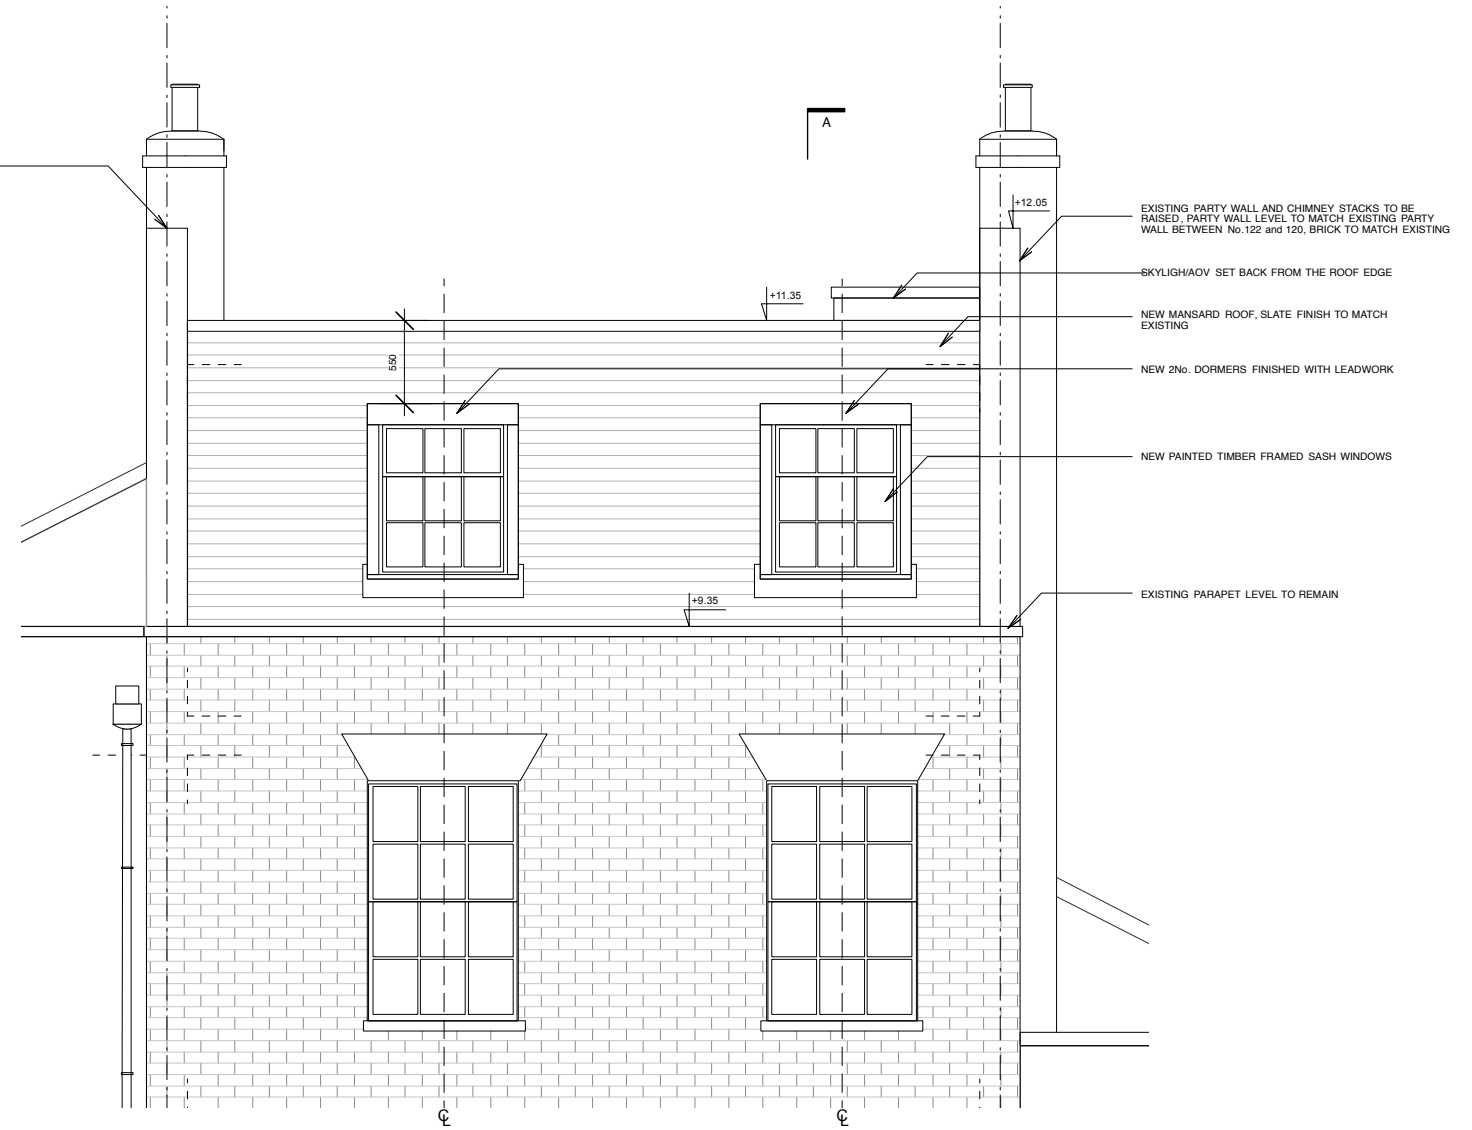 A
+12.05
EXISTING PARTY WALL AND CHIMNEY STACKS TO BE
RAISED, PARTY WALL LEVEL TO MATCH EXISTING PARTY
WALL BETWEEN No.122 and 120, BRICK TO MATCH EXISTING
SKYLIGH/AOV SET BACK FROM THE ROOF EDGE
+11.35
NEW MANSARD ROOF, SLATE FINISH TO MATCH
EXISTING
550
NEW 2No. DORMERS FINISHED WITH LEADWORK
NEW PAINTED TIMBER FRAMED SASH WINDOWS
+9.35
EXISTING PARAPET LEVEL TO REMAIN
℄ ℄